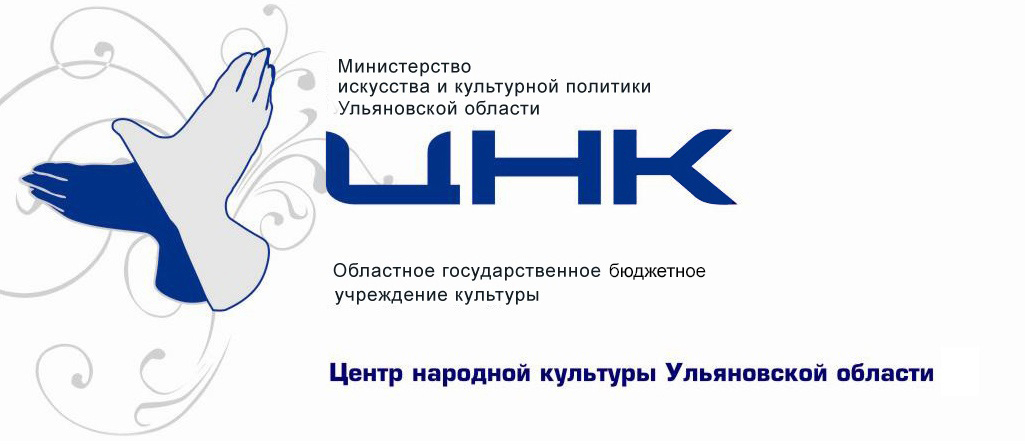 Министерство
искусства и культурной политики
Ульяновской области
ЦНК
Областное государственное бюджетное
учреждение культуры
Центр народной культуры Ульяновской области